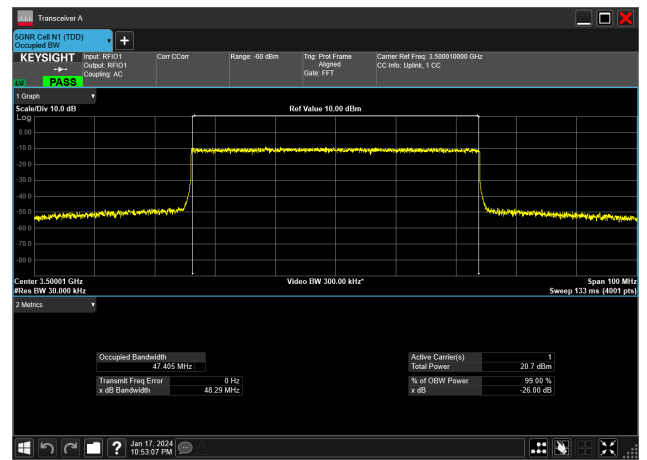 Transceiver A
5GNR Cell N1 (TDD)
Occupied BW
KEYSIGHT
LXI
PASS
Input: RFIO1
Output: RFIO1
Coupling: AC
Corr CCorr
Range: -60 dBm
Trig: Prot Frame
Aligned
Gate: FFT
Carrier Ref Freq: 3.500010000 GHz
CC Info: Uplink, 1 CC
1 Graph
Scale/Div 10.0 dB
Ref Value 10.00 dBm
Log
0.00
-10.0
-20.0
-30.0
-40.0
-50.0
-60.0
-70.0
-80.0
Center 3.50001 GHz
Video BW 300.00 kHz*
Span 100 MHz
#Res BW 30.000 kHz
Sweep 133 ms (4001 pts)
2 Metrics
Occupied Bandwidth
47.405 MHz
Active Carrier(s) 1
Total Power 20.7 dBm
Transmit Freq Error 0 Hz
x dB Bandwidth 48.29 MHz
% of OBW Power 99.00 %
x dB -26.00 dB
Jan 17, 2024
10:53:07 PM